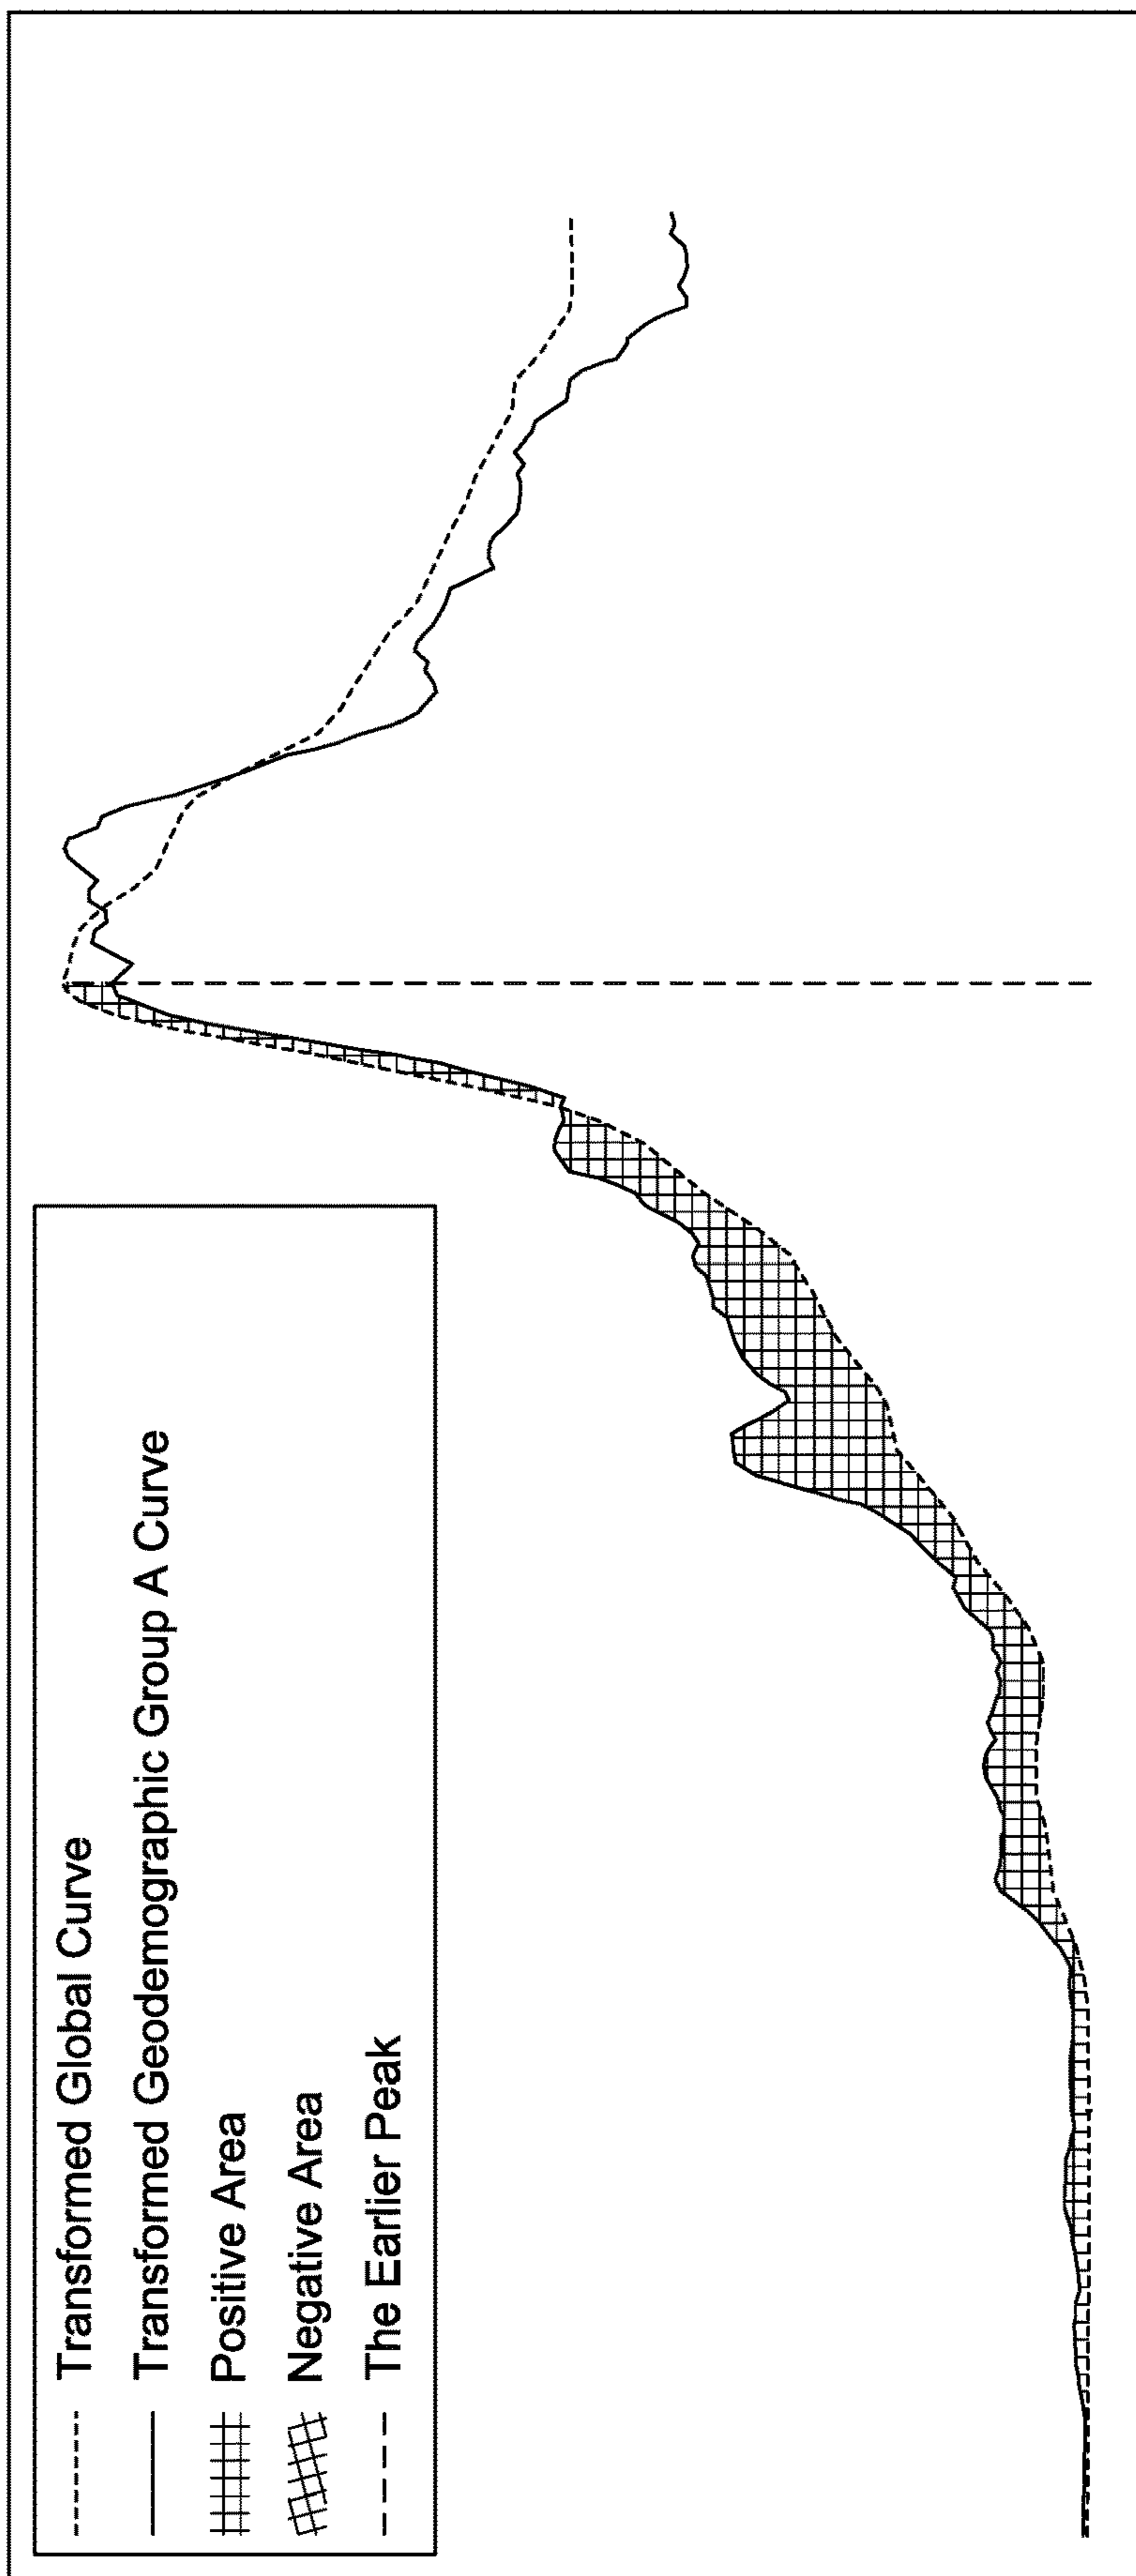 Transformed Global Curve
Transformed Geodemographic Group A Curve
Positive Area
Negative Area
The Earlier Peak